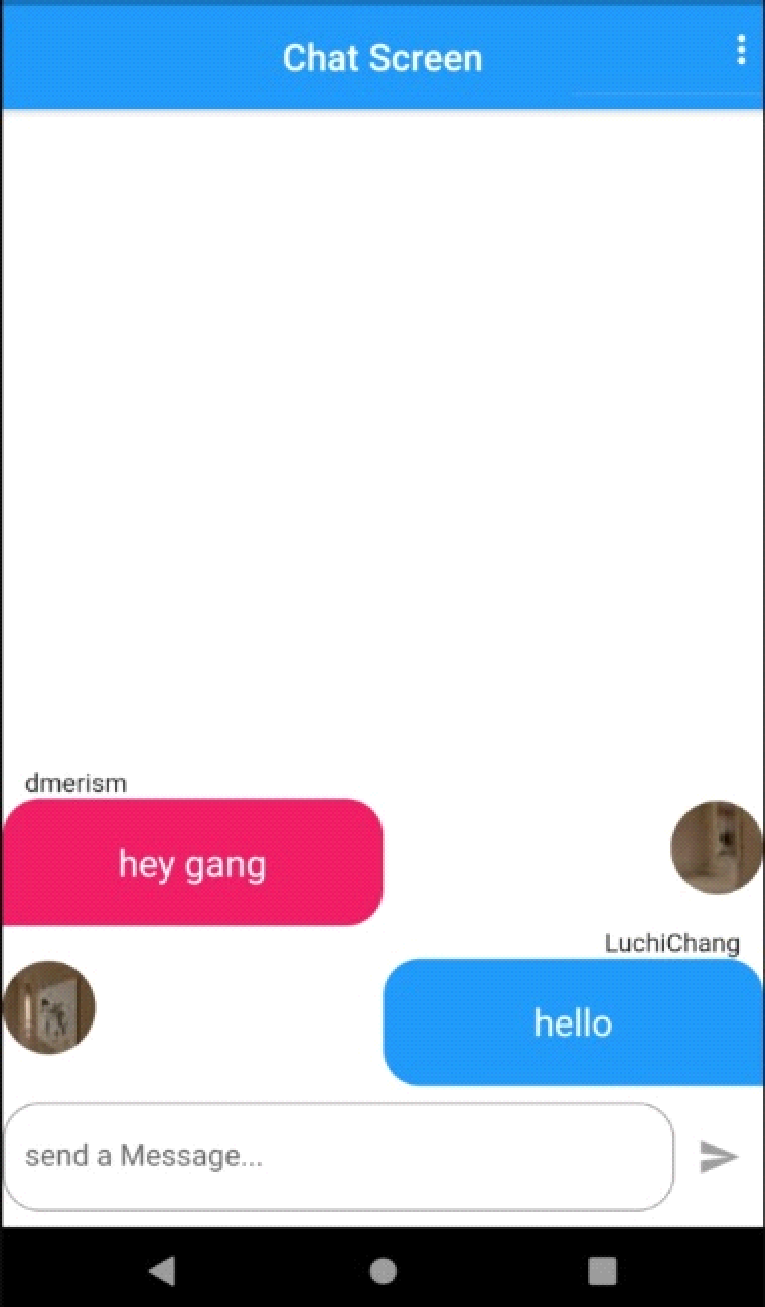 Chat Screen
dmerism
hey gang
LuchiChang
hello
send a Message...